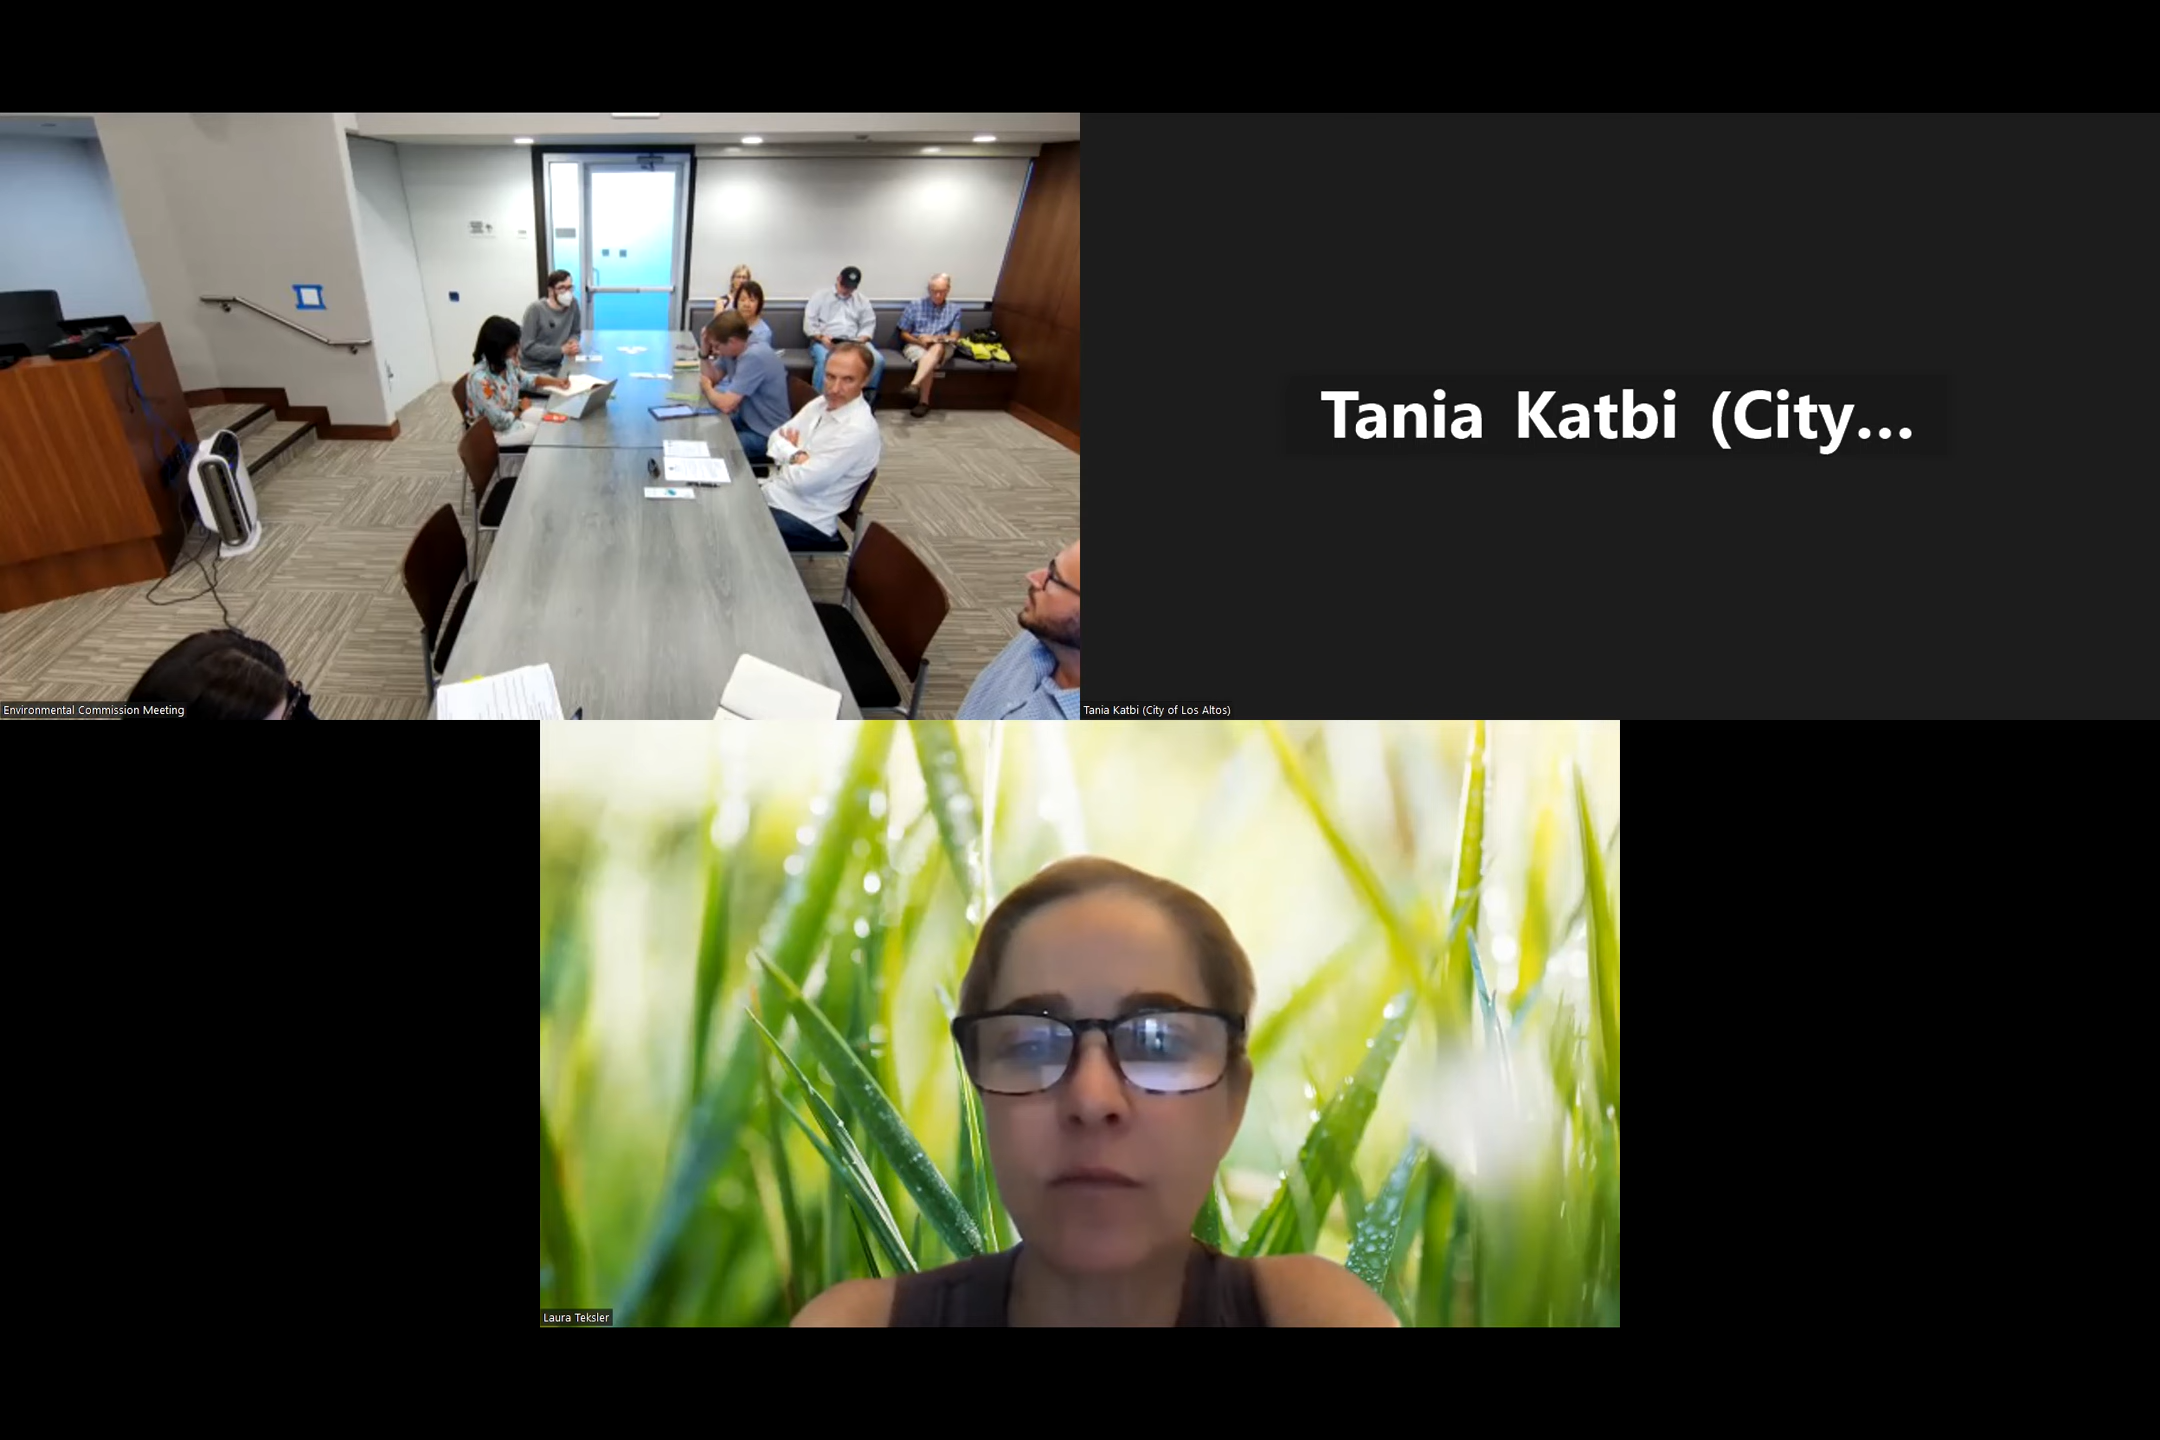 Tania Katbi (City...
Environmental Commission Meeting
Tania Katbi (City of Los Altos)
Laura Teksler